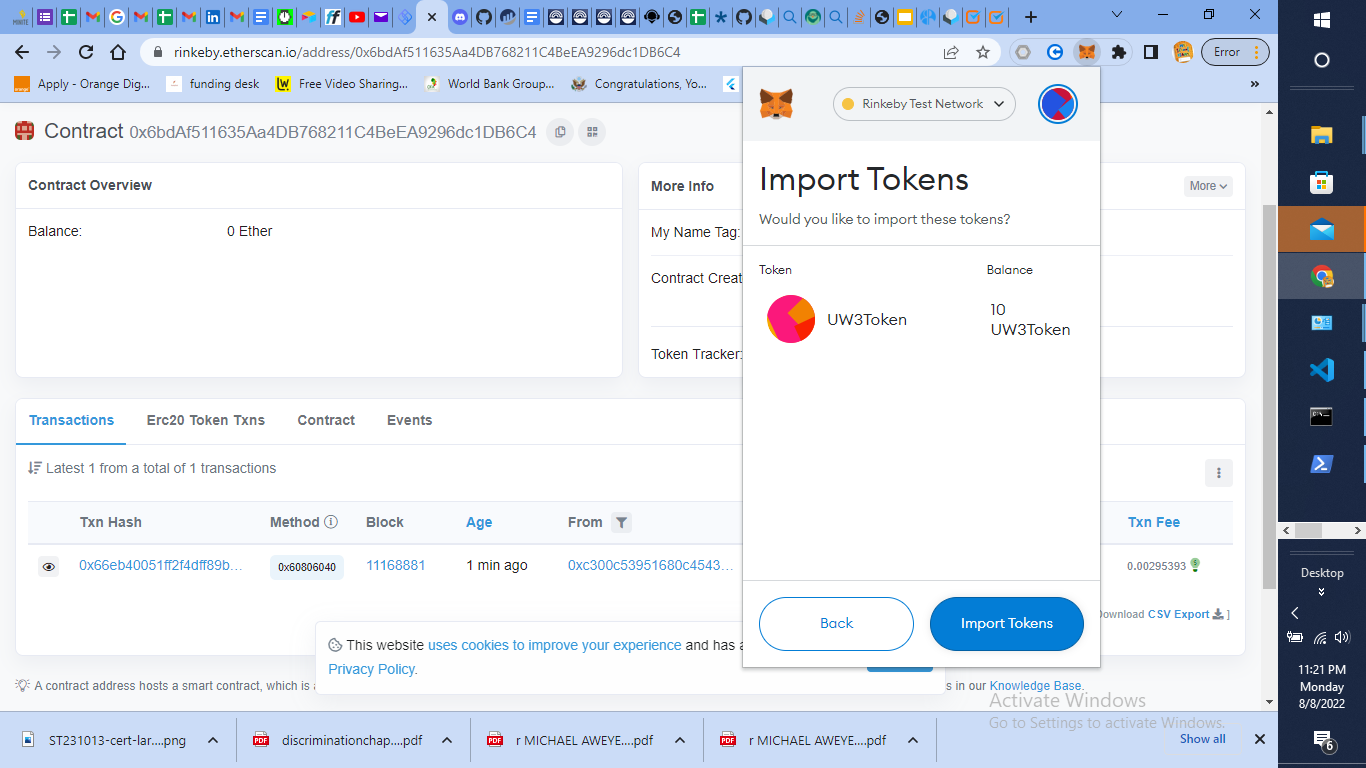 rinkeby.etherscan.io/address/0x6bdAf511635Aa4DB768211C4BeEA9296dc1DB6C4
Error
Apply - Orange Dig...
funding desk
Free Video Sharing...
World Bank Group...
Congratulations, Yo...
»
Contract 0x6bdAf511635Aa4DB768211C4BeEA9296dc1DB6C4
Contract Overview
Balance:
0 Ether
More Info
More
My Name Tag:
Contract Creat
Token Tracker:
Rinkeby Test Network
Import Tokens
Would you like to import these tokens?
Token
Balance
UW3Token
10
UW3Token
Back
Import Tokens
Transactions
Erc20 Token Txns
Contract
Events
Latest 1 from a total of 1 transactions
Txn Hash
Method
Block
Age
From
Txn Fee
0x66eb40051ff2f4dff89b...
0x60806040
11168881
1 min ago
0xc300c53951680c4543...
0.00295393
Download CSV Export ]
This website uses cookies to improve your experience and has a
Privacy Policy.
A contract address hosts a smart contract, which is a
s in our Knowledge Base.
Activate Windows
Go to Settings to activate Windows.
ST231013-cert-lar....png
discriminationchap....pdf
r MICHAEL AWEYE....pdf
r MICHAEL AWEYE....pdf
Show all
Desktop
11:21 PM
Monday
8/8/2022
6